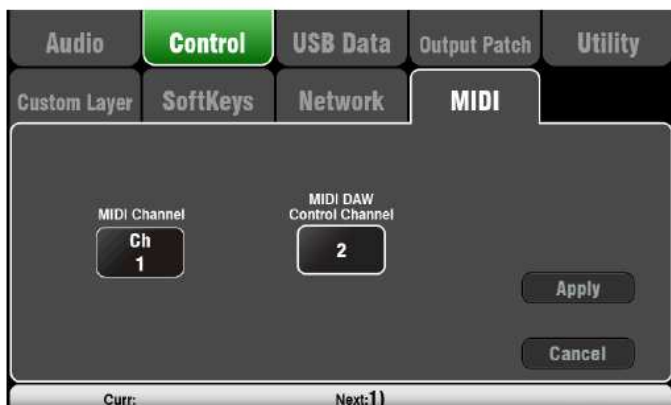 Audio Control USB Data Output Patch Utility
Custom Layer SoftKeys Network MIDI
MIDI Channel
Ch
1
MIDI DAW
Control Channel
2
Apply
Cancel
Curr: Next:1)